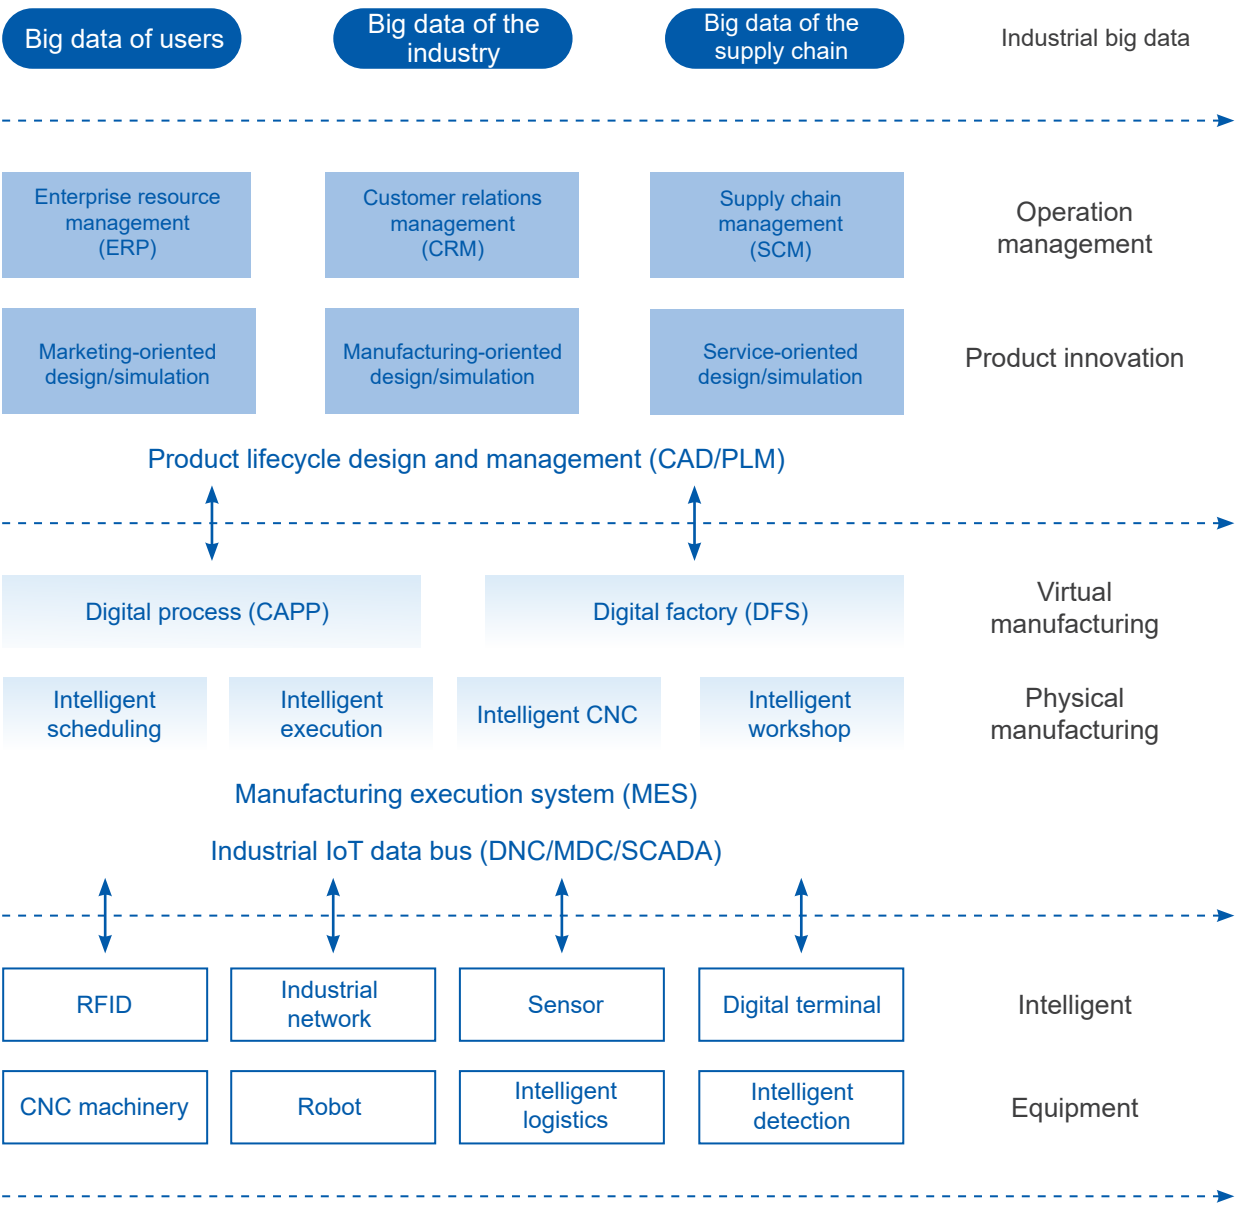 Big data of users
Big data of the
industry
Big data of the
supply chain
Industrial big data
Enterprise resource
management
(ERP)
Customer relations
management
(CRM)
Supply chain
management
(SCM)
Operation
management
Marketing-oriented
design/simulation
Manufacturing-oriented
design/simulation
Service-oriented
design/simulation
Product innovation
Product lifecycle design and management (CAD/PLM)
Digital process (CAPP)
Digital factory (DFS)
Virtual
manufacturing
Intelligent
scheduling
Intelligent
execution
Intelligent CNC
Intelligent
workshop
Physical
manufacturing
Manufacturing execution system (MES)
Industrial IoT data bus (DNC/MDC/SCADA)
RFID
Industrial
network
Sensor
Digital terminal
Intelligent
CNC machinery
Robot
Intelligent
logistics
Intelligent
detection
Equipment